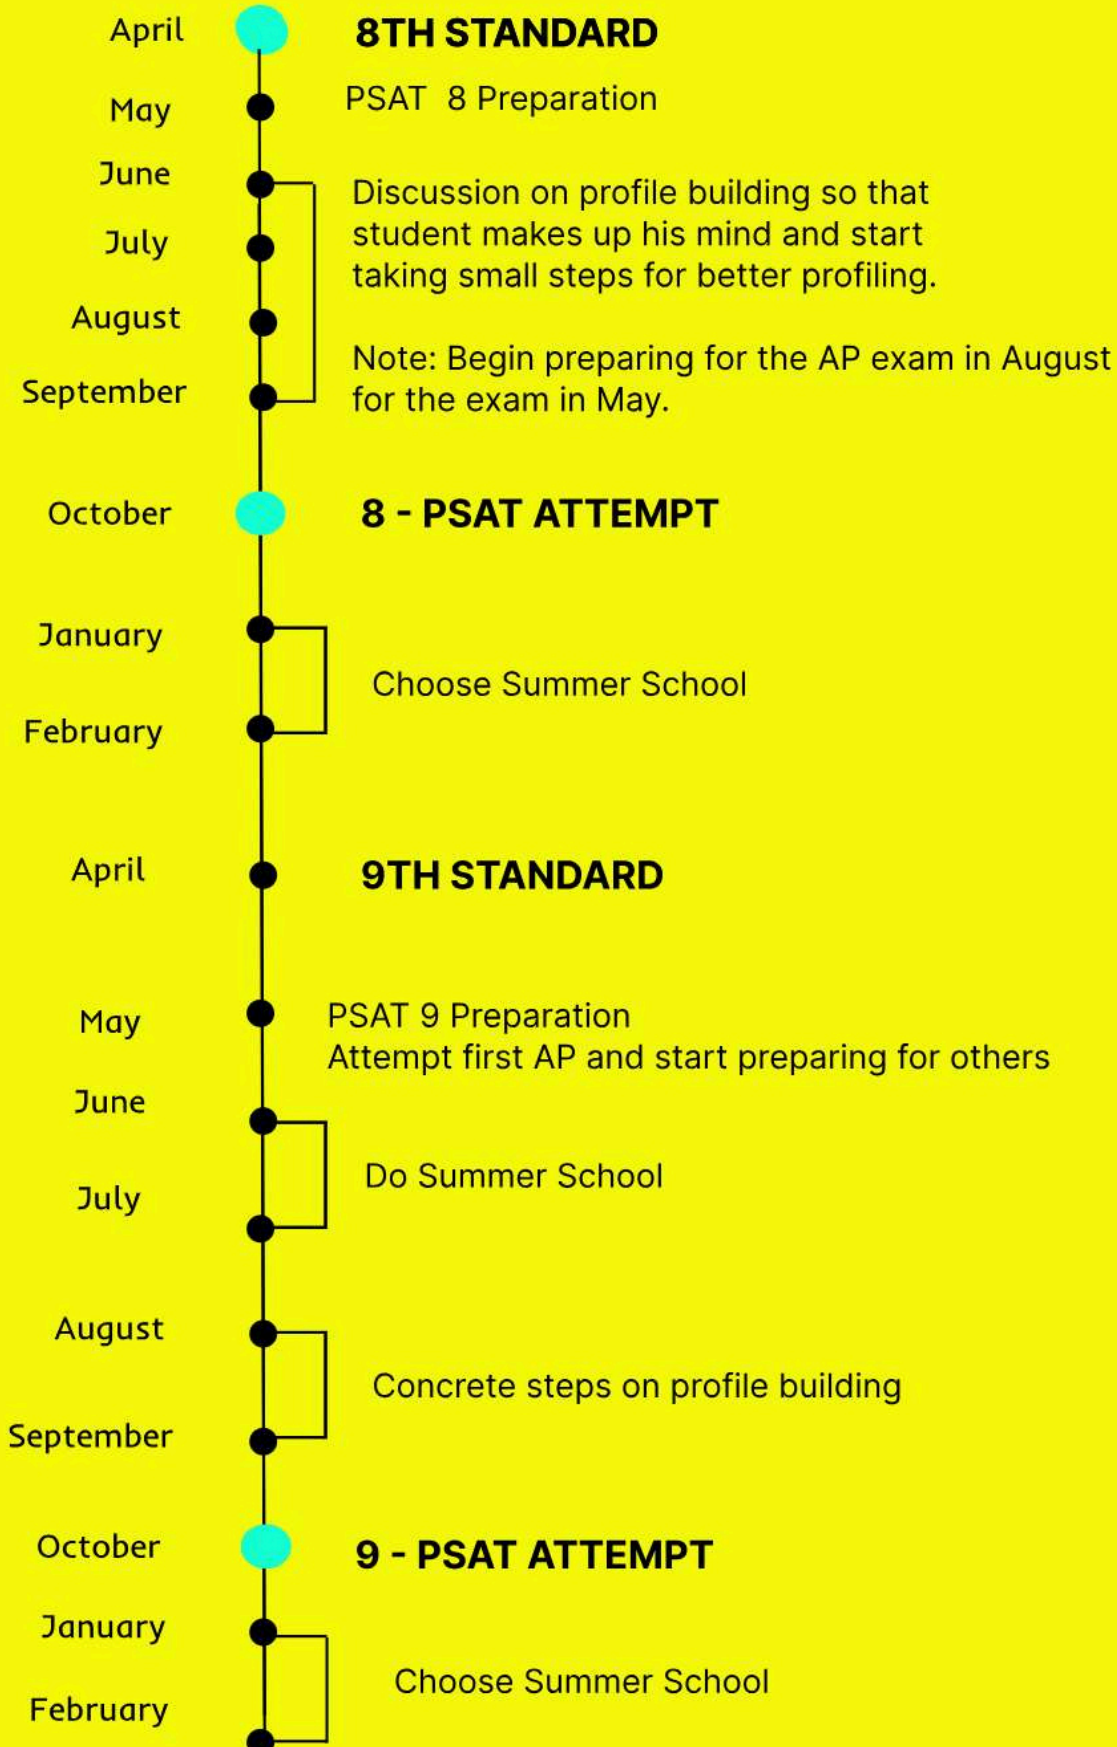 April 8TH STANDARD
May PSAT 8 Preparation
June
Discussion on profile building so that
student makes up his mind and start
July
taking small steps for better profiling.
August
Note: Begin preparing for the AP exam in August
September for the exam in May.
October 8 - PSAT ATTEMPT
January
Choose Summer School
February
April 9TH STANDARD
May PSAT 9 Preparation
Attempt first AP and start preparing for others
June
Do Summer School
July
August
Concrete steps on profile building
September
October 9 - PSAT ATTEMPT
January
Choose Summer School
February